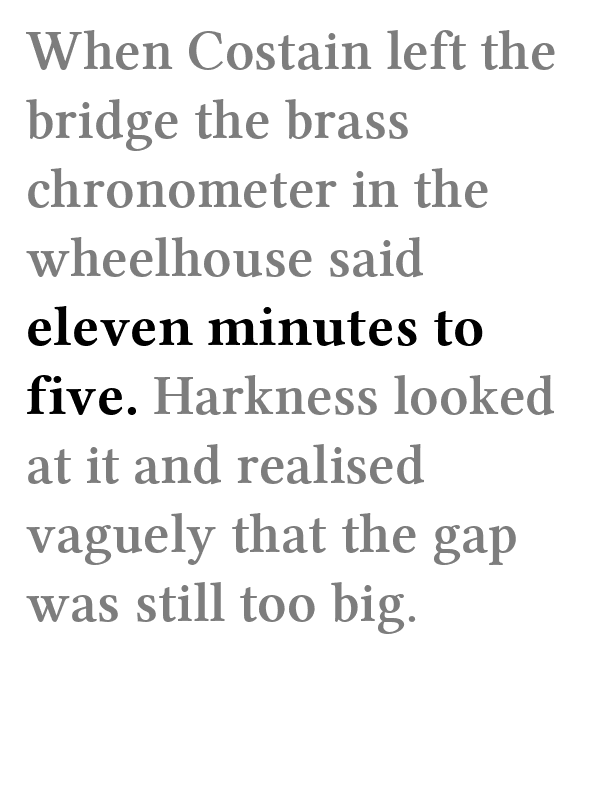 When Costain left the
bridge the brass
chronometer in the
wheelhouse said
eleven minutes to
five. Harkness looked
at it and realised
vaguely that the gap
was still too big.